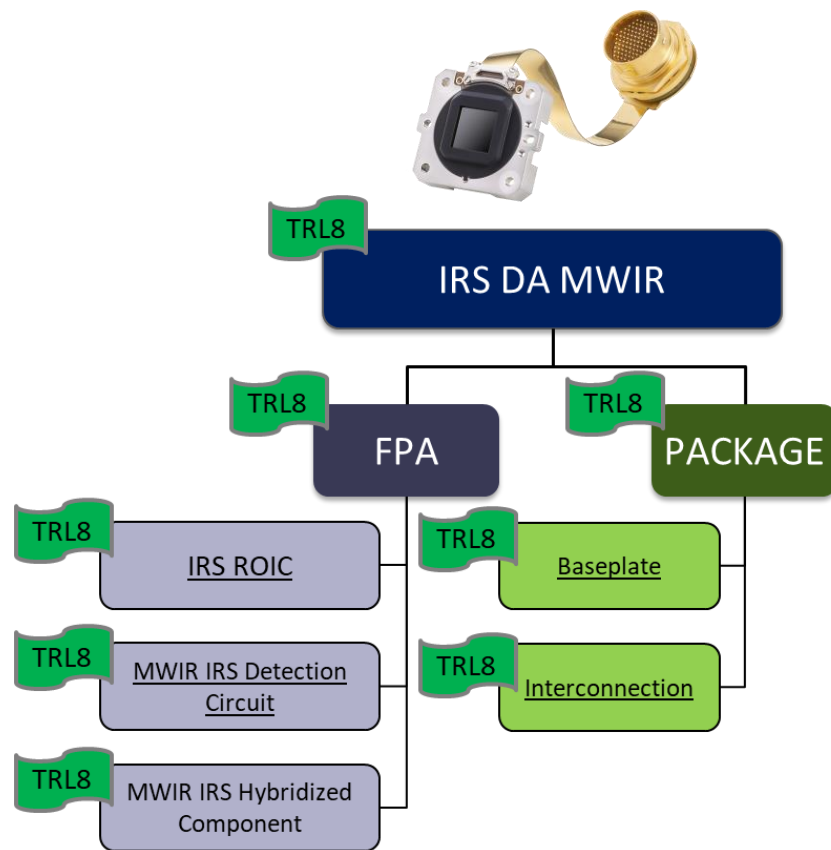 TRL8
IRS DA MWIR
TRL8
FPA
TRL8
PACKAGE
TRL8
IRS ROIC
TRL8
Baseplate
TRL8
MWIR IRS Detection
Circuit
TRL8
Interconnection
TRL8
MWIR IRS Hybridized
Component